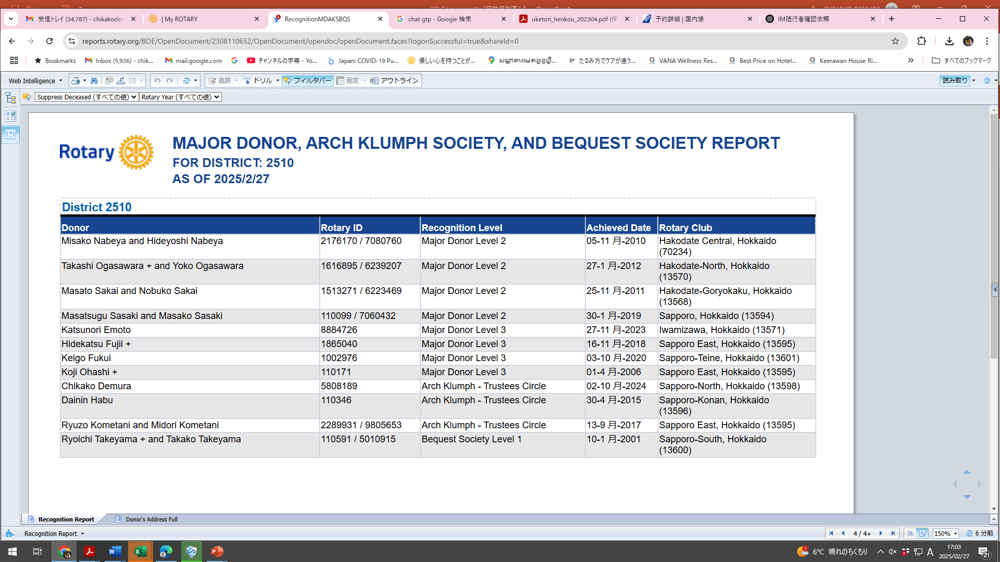 受信トレイ (34,787) - chikakoden
| My ROTARY
RecognitionMDAKSBQS
chat gtp - Google 検索
uketori_henkou_202304.pdf (保
予約詳細 | 国内線
IM随行者確認依頼
reports.rotary.org/BOE/OpenDocument/2308110652/OpenDocument/opendoc/openDocument.faces?logonSuccessful=true&shareId=0
Bookmarks
Inbox (5,936) - chik...
mail.google.com
チャンネルの字幕 - Yo...
Japan: COVID-19 Pu...
優しい心を持つことが...
たるみ方でケアが違う...
VANA Wellness Res...
Best Price on Hotel...
Keerawan House Ri...
»
すべてのブックマーク
Web Intelligence
追跡
ドリル
フィルタバー
固定
アウトライン
読み取り
Suppress Deceased (すべての値)
Rotary Year (すべての値)
Rotary
MAJOR DONOR, ARCH KLUMPH SOCIETY, AND BEQUEST SOCIETY REPORT
FOR DISTRICT: 2510
AS OF 2025/2/27
District 2510
Donor Rotary ID Recognition Level Achieved Date Rotary Club
Misako Nabeya and Hideyoshi Nabeya 2176170 / 7080760 Major Donor Level 2 05-11 月-2010 Hakodate Central, Hokkaido
(70234)
Takashi Ogasawara + and Yoko Ogasawara 1616895 / 6239207 Major Donor Level 2 27-1 月-2012 Hakodate-North, Hokkaido
(13570)
Masato Sakai and Nobuko Sakai 1513271 / 6223469 Major Donor Level 2 25-11 月-2011 Hakodate-Goryokaku, Hokkaido
(13568)
Masatsugu Sasaki and Masako Sasaki 110099 / 7060432 Major Donor Level 2 30-1 月-2019 Sapporo, Hokkaido (13594)
Katsunori Emoto 8884726 Major Donor Level 3 27-11 月-2023 Iwamizawa, Hokkaido (13571)
Hidekatsu Fujii + 1865040 Major Donor Level 3 16-11 月-2018 Sapporo East, Hokkaido (13595)
Keigo Fukui 1002976 Major Donor Level 3 03-10 月-2020 Sapporo-Teine, Hokkaido (13601)
Koji Ohashi + 110171 Major Donor Level 3 01-4 月-2006 Sapporo East, Hokkaido (13595)
Chikako Demura 5808189 Arch Klumph - Trustees Circle 02-10 月-2024 Sapporo-North, Hokkaido (13598)
Dainin Habu 110346 Arch Klumph - Trustees Circle 30-4 月-2015 Sapporo-Konan, Hokkaido
(13596)
Ryuzo Kometani and Midori Kometani 2289931 / 9805653 Arch Klumph - Trustees Circle 13-9 月-2017 Sapporo East, Hokkaido (13595)
Ryoichi Takeyama + and Takako Takeyama 110591 / 5010915 Bequest Society Level 1 10-1 月-2001 Sapporo-South, Hokkaido
(13600)
Recognition Report
Donor's Address Full
Recognition Report
4 / 4+
150%
6 分前
6℃ 晴れのちくもり
A
17:03
2025/02/27
21